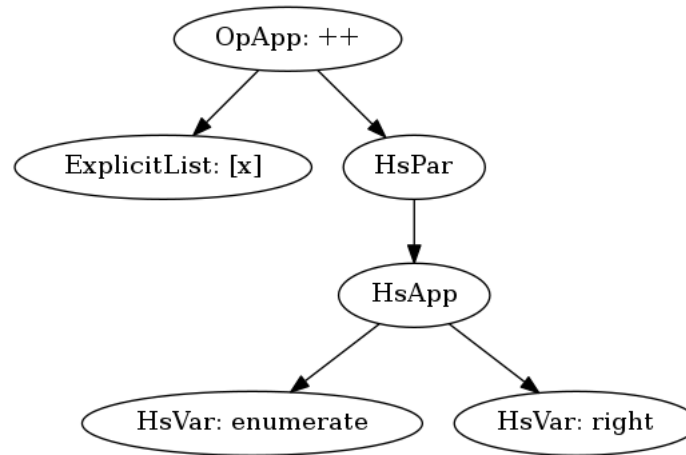 OpApp: ++
ExplicitList: [x]
HsPar
HsApp
HsVar: enumerate
HsVar: right